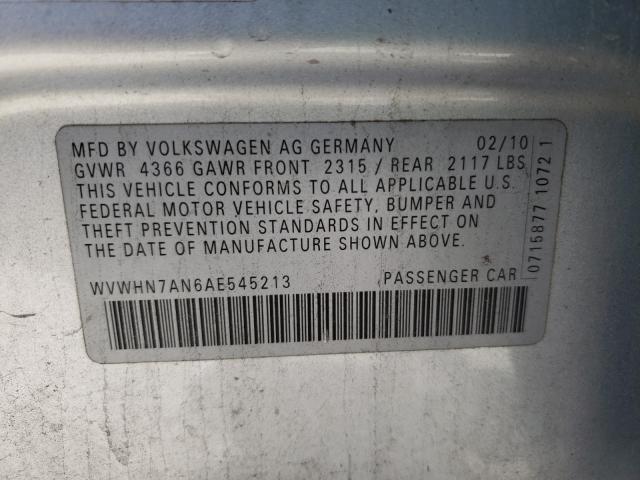 MFD BY VOLKSWAGEN AG GERMANY 02/10
GVWR 4366 GAWR FRONT 2315 / REAR 2117 LBS
THIS VEHICLE CONFORMS TO ALL APPLICABLE U.S.
FEDERAL MOTOR VEHICLE SAFETY, BUMPER AND
THEFT PREVENTION STANDARDS IN EFFECT ON
THE DATE OF MANUFACTURE SHOWN ABOVE.
WVWHN7AN6AE545213 PASSENGER CAR
0715877 1072 1